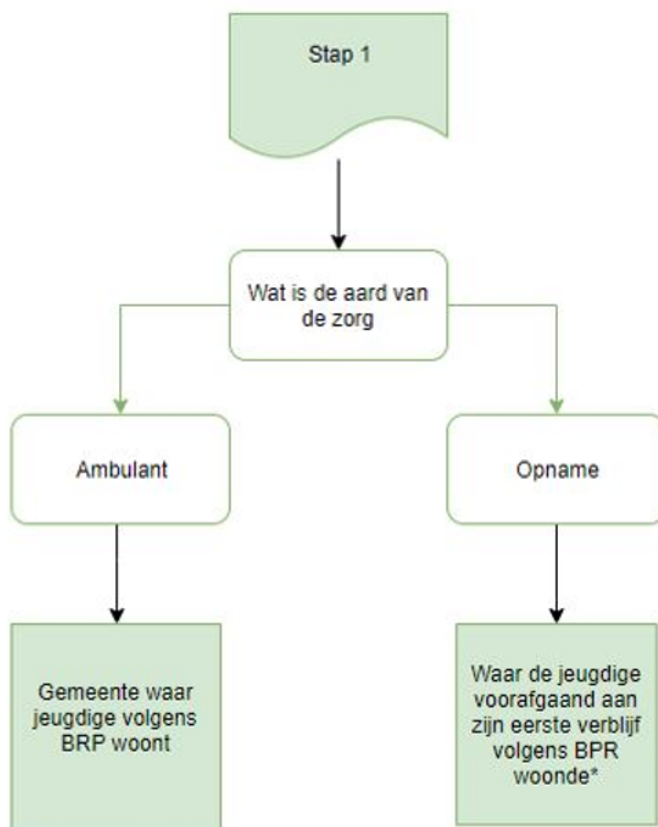 Stap 1
Wat is de aard van
de zorg
Ambulant
Opname
Gemeente waar
jeugdige volgens
BRP woont
Waar de jeugdige
voorafgaand aan
zijn eerste verblijf
volgens BPR
woonde*